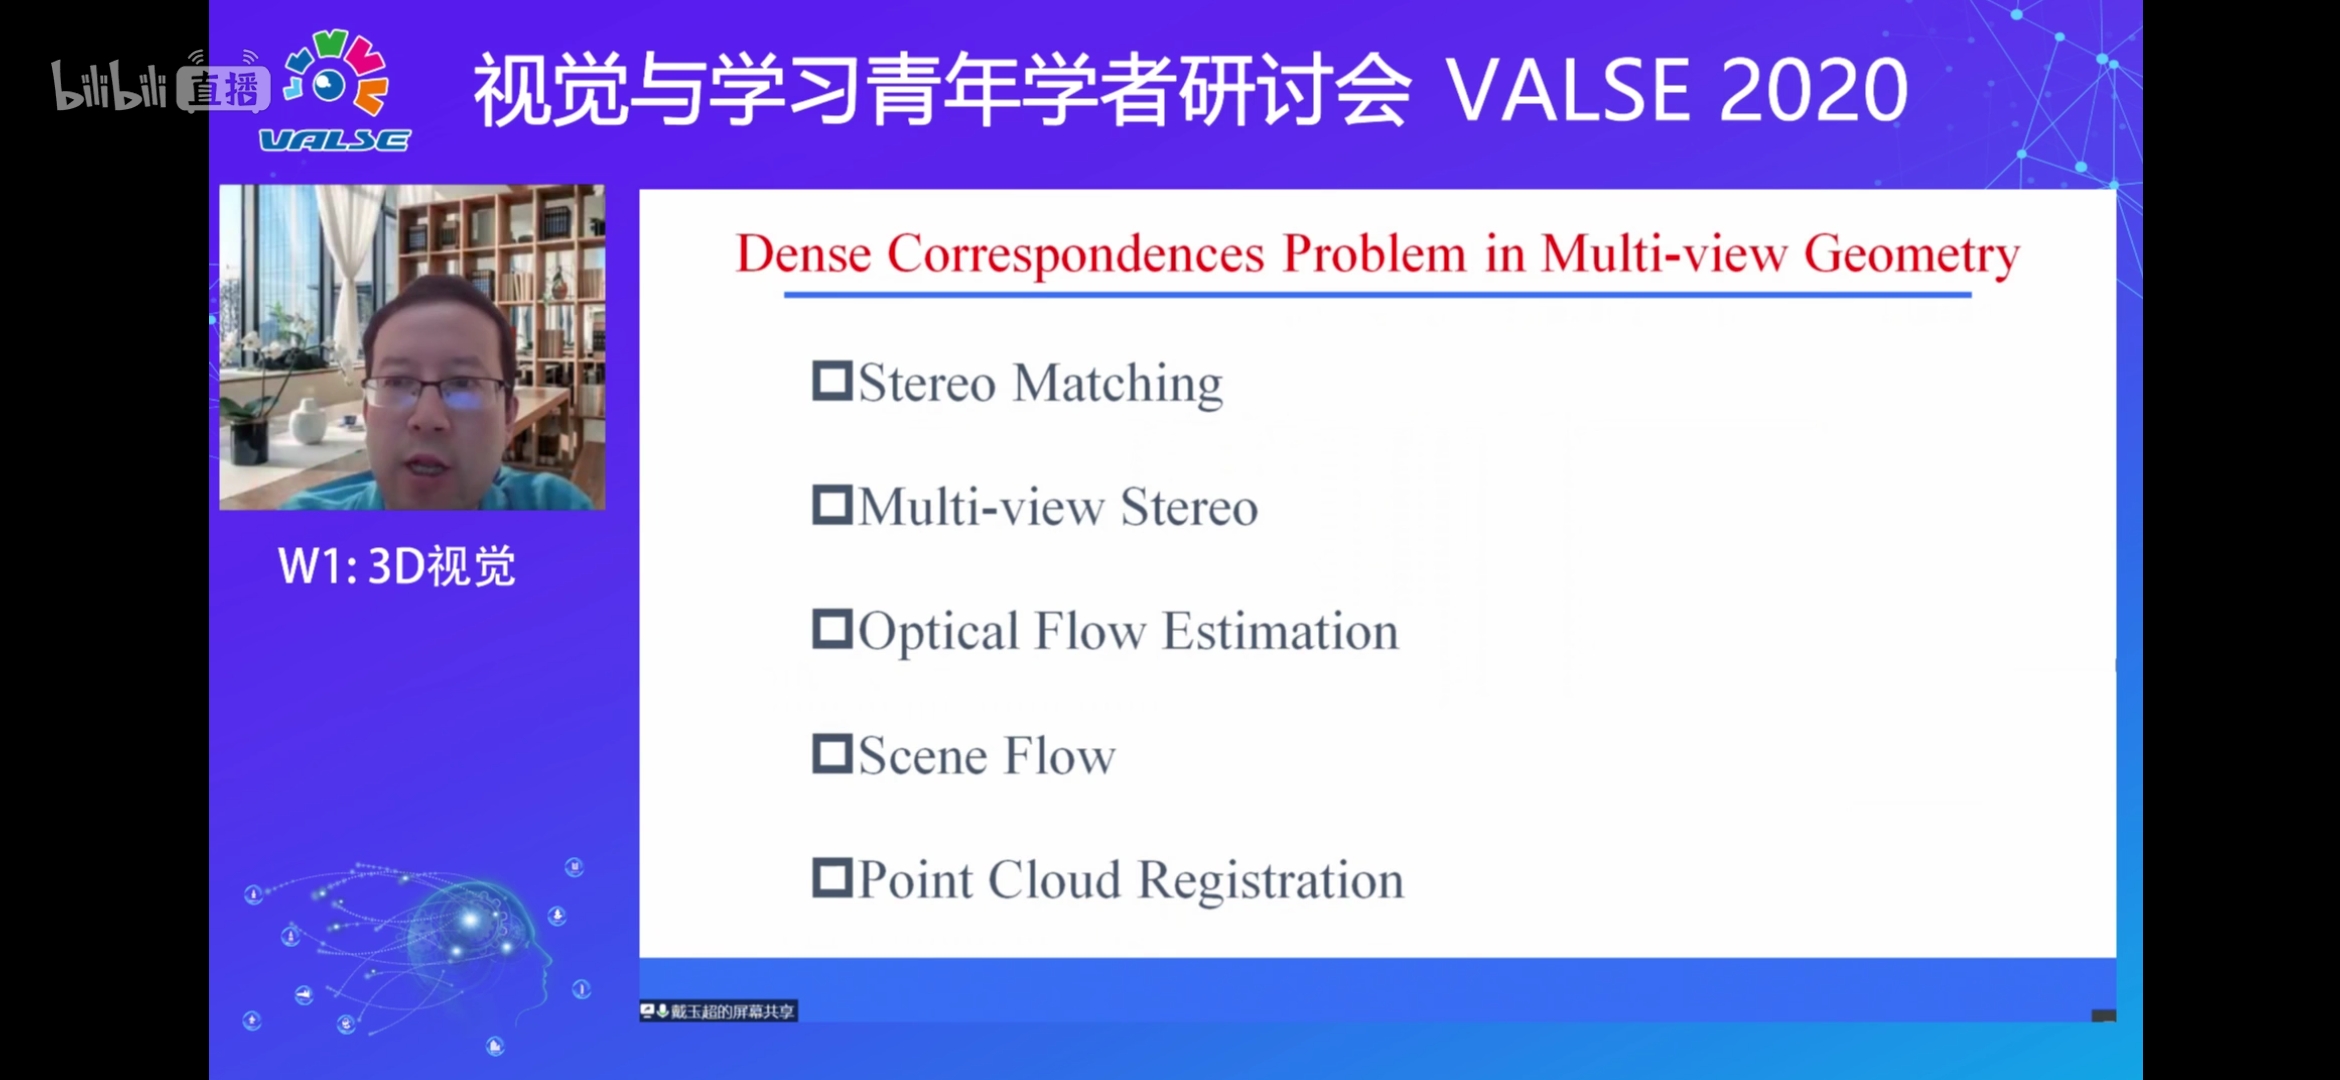 bilibili 直播
VALSE
视觉与学习青年学者研讨会 VALSE 2020
W1: 3D视觉
Dense Correspondences Problem in Multi-view Geometry
Stereo Matching
Multi-view Stereo
Optical Flow Estimation
Scene Flow
Point Cloud Registration
戴玉超的屏幕共享